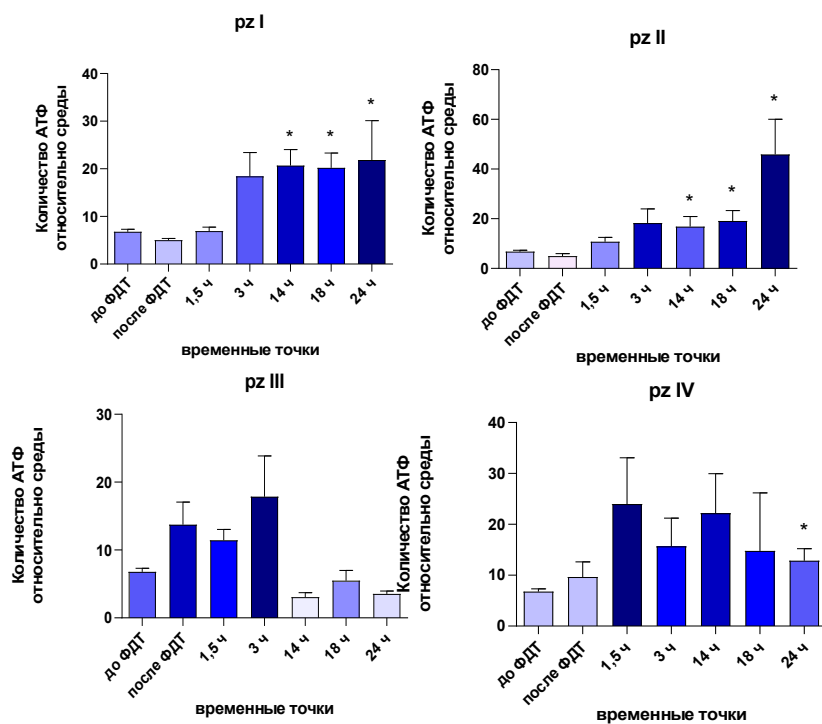 pz I
Количество АТФ
относительно среды
40
30
20
10
0
*
*
*
до ФДТ
после ФДТ
1,5 ч
3 ч
14 ч
18 ч
24 ч
временные точки
pz II
Количество АТФ
относительно среды
80
60
40
20
0
*
*
*
до ФДТ
после ФДТ
1,5 ч
3 ч
14 ч
18 ч
24 ч
временные точки
pz III
Количество АТФ
относительно среды
30
20
10
0
до ФДТ
после ФДТ
1,5 ч
3 ч
14 ч
18 ч
24 ч
временные точки
pz IV
Количество АТФ
относительно среды
40
30
20
10
0
*
до ФДТ
после ФДТ
1,5 ч
3 ч
14 ч
18 ч
24 ч
временные точки